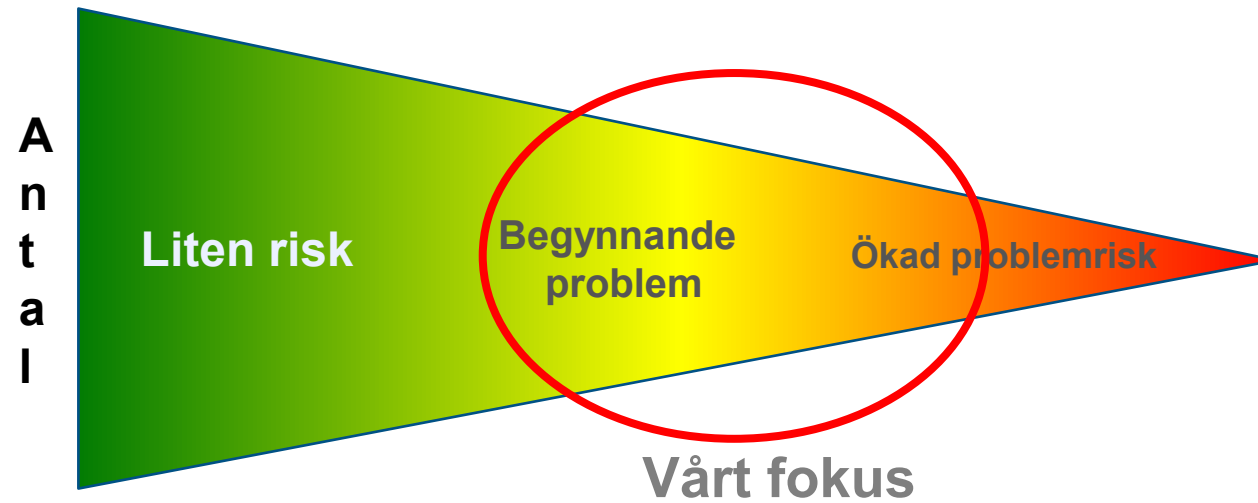 Antal
Liten risk
Begynnande
problem
Ökad problemrisk
Vårt fokus